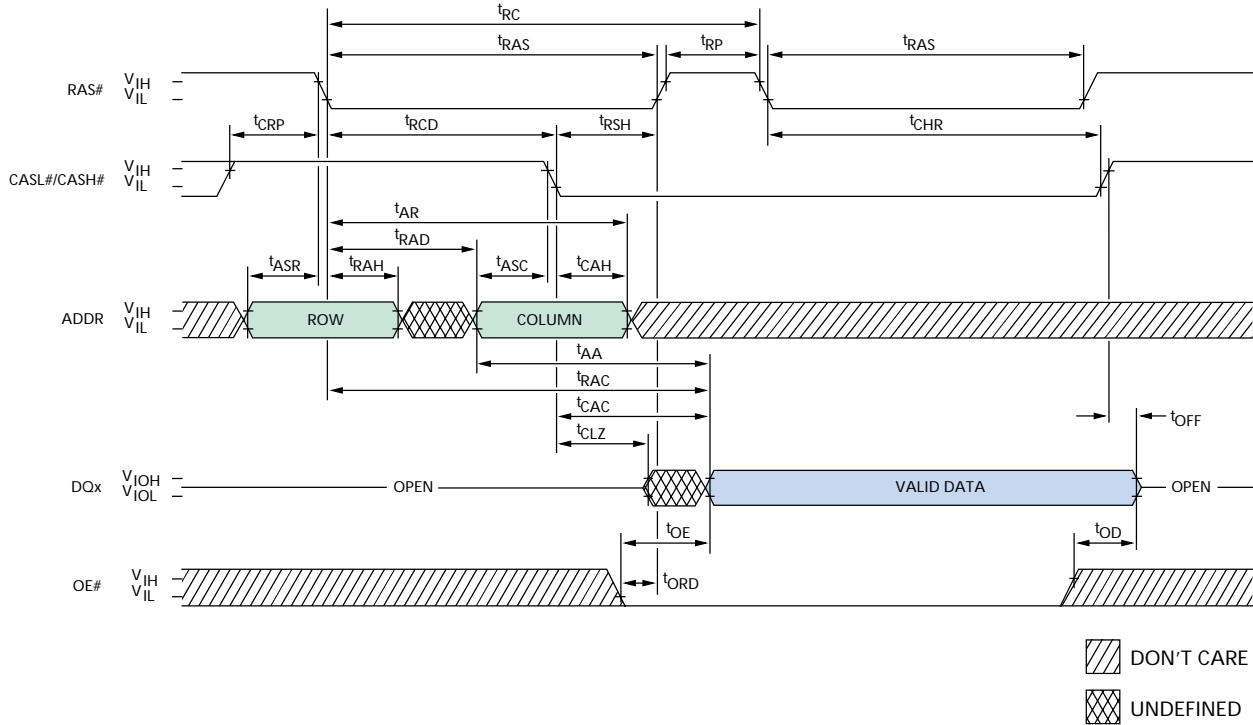 tRC
tRAS
tRP
tRAS
RAS#
VIH
VIL
tCRP
tRCD
tRSH
tCHR
CASL#/CASH#
VIH
VIL
tAR
tRAD
tASR
tRAH
tASC
tCAH
ADDR
VIH
VIL
ROW
COLUMN
tAA
tRAC
tCAC
tOFF
tCLZ
DQx
VIOH
VIOL
OPEN
VALID DATA
OPEN
tOE
tOD
OE#
VIH
VIL
tORD
DON'T CARE
UNDEFINED